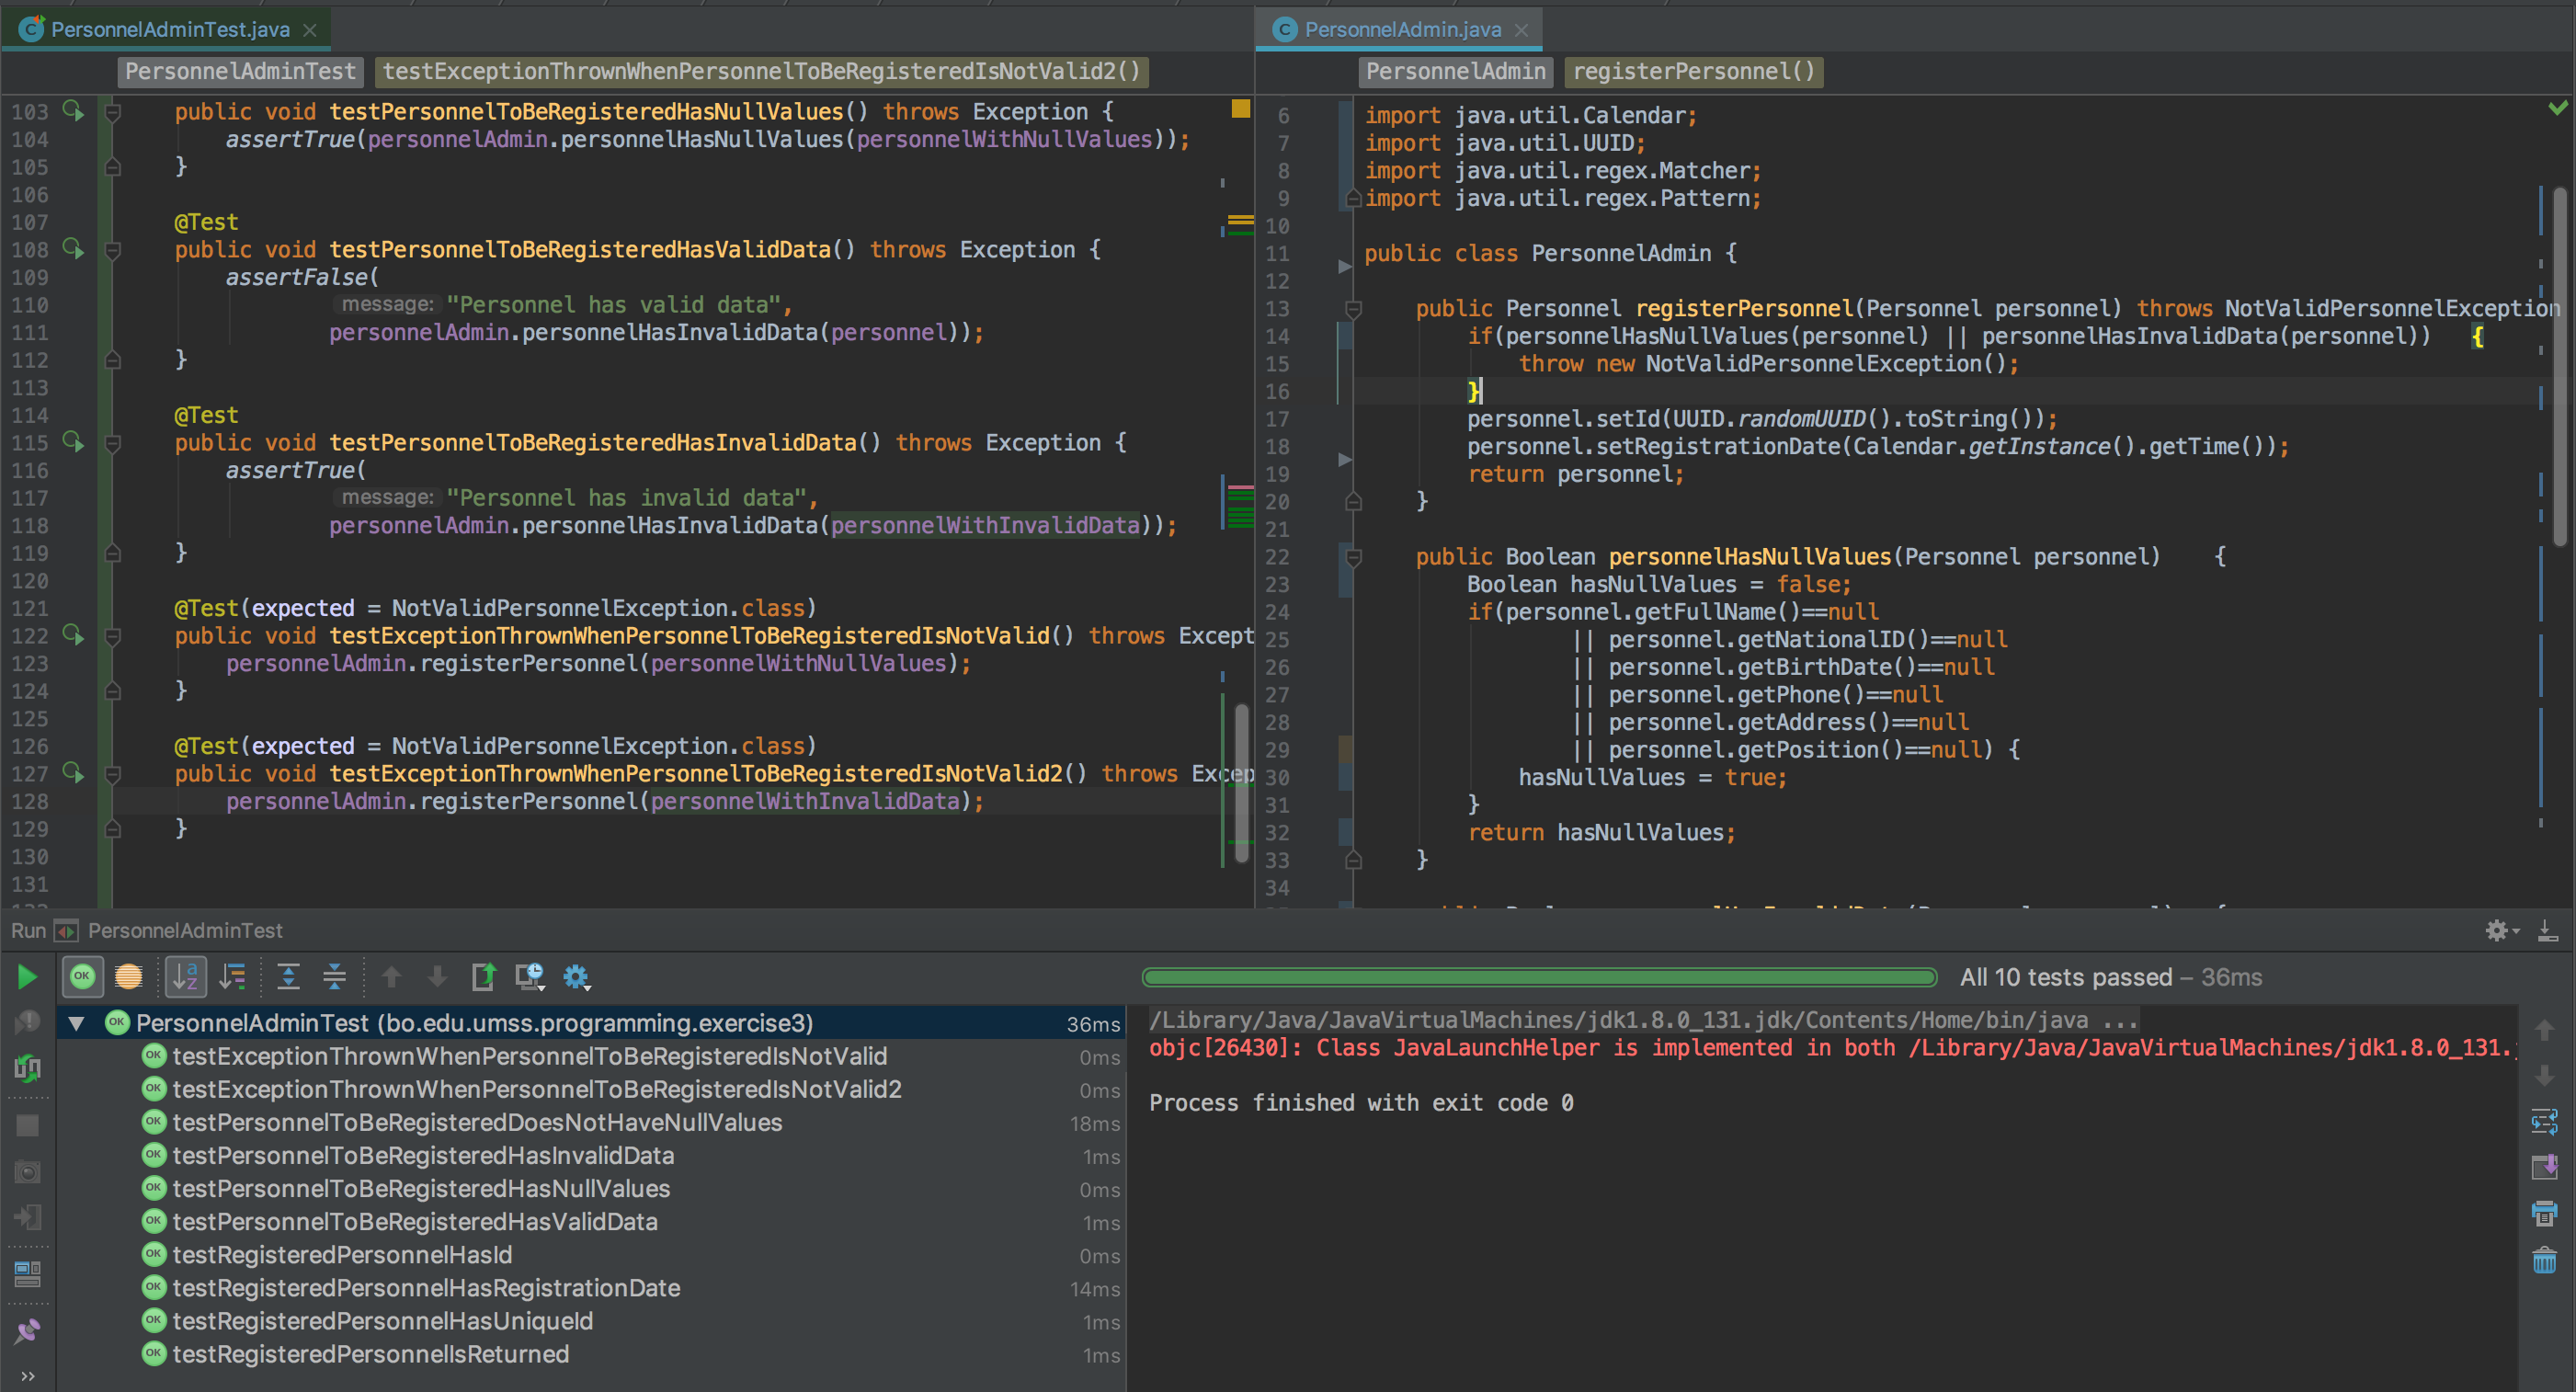 PersonnelAdminTest.java
PersonnelAdminTest testExceptionThrownWhenPersonnelToBeRegisteredIsNotValid2()
103 public void testPersonnelToBeRegisteredHasNullValues() throws Exception {
104 assertTrue(personnelAdmin.personnelHasNullValues(personnelWithNullValues));
105 }
106
107 @Test
108 public void testPersonnelToBeRegisteredHasValidData() throws Exception {
109 assertFalse(
110 message: "Personnel has valid data",
111 personnelAdmin.personnelHasInvalidData(personnel));
112 }
113
114 @Test
115 public void testPersonnelToBeRegisteredHasInvalidData() throws Exception {
116 assertTrue(
117 message: "Personnel has invalid data",
118 personnelAdmin.personnelHasInvalidData(personnelWithInvalidData));
119 }
120
121 @Test(expected = NotValidPersonnelException.class)
122 public void testExceptionThrownWhenPersonnelToBeRegisteredIsNotValid() throws Except
123 personnelAdmin.registerPersonnel(personnelWithNullValues);
124 }
125
126 @Test(expected = NotValidPersonnelException.class)
127 public void testExceptionThrownWhenPersonnelToBeRegisteredIsNotValid2() throws Excep
128 personnelAdmin.registerPersonnel(personnelWithInvalidData);
129 }
130
131
PersonnelAdmin.java
PersonnelAdmin registerPersonnel()
6 import java.util.Calendar;
7 import java.util.UUID;
8 import java.util.regex.Matcher;
9 import java.util.regex.Pattern;
10
11 public class PersonnelAdmin {
12
13 public Personnel registerPersonnel(Personnel personnel) throws NotValidPersonnelException
14 if(personnelHasNullValues(personnel) || personnelHasInvalidData(personnel)) {
15 throw new NotValidPersonnelException();
16 }
17 personnel.setId(UUID.randomUUID().toString());
18 personnel.setRegistrationDate(Calendar.getInstance().getTime());
19 return personnel;
20 }
21
22 public Boolean personnelHasNullValues(Personnel personnel) {
23 Boolean hasNullValues = false;
24 if(personnel.getFullName()==null
25 || personnel.getNationalID()==null
26 || personnel.getBirthDate()==null
27 || personnel.getPhone()==null
28 || personnel.getAddress()==null
29 || personnel.getPosition()==null) {
30 hasNullValues = true;
31 }
32 return hasNullValues;
33 }
34
Run PersonnelAdminTest
All 10 tests passed – 36ms
PersonnelAdminTest (bo.edu.umss.programming.exercise3) 36ms
OK testExceptionThrownWhenPersonnelToBeRegisteredIsNotValid 0ms
OK testExceptionThrownWhenPersonnelToBeRegisteredIsNotValid2 0ms
OK testPersonnelToBeRegisteredDoesNotHaveNullValues 18ms
OK testPersonnelToBeRegisteredHasInvalidData 1ms
OK testPersonnelToBeRegisteredHasNullValues 0ms
OK testPersonnelToBeRegisteredHasValidData 1ms
OK testRegisteredPersonnelHasId 0ms
OK testRegisteredPersonnelHasRegistrationDate 14ms
OK testRegisteredPersonnelHasUniqueId 1ms
OK testRegisteredPersonnelIsReturned 1ms
/Library/Java/JavaVirtualMachines/jdk1.8.0_131.jdk/Contents/Home/bin/java ...
objc[26430]: Class JavaLaunchHelper is implemented in both /Library/Java/JavaVirtualMachines/jdk1.8.0_131.
Process finished with exit code 0